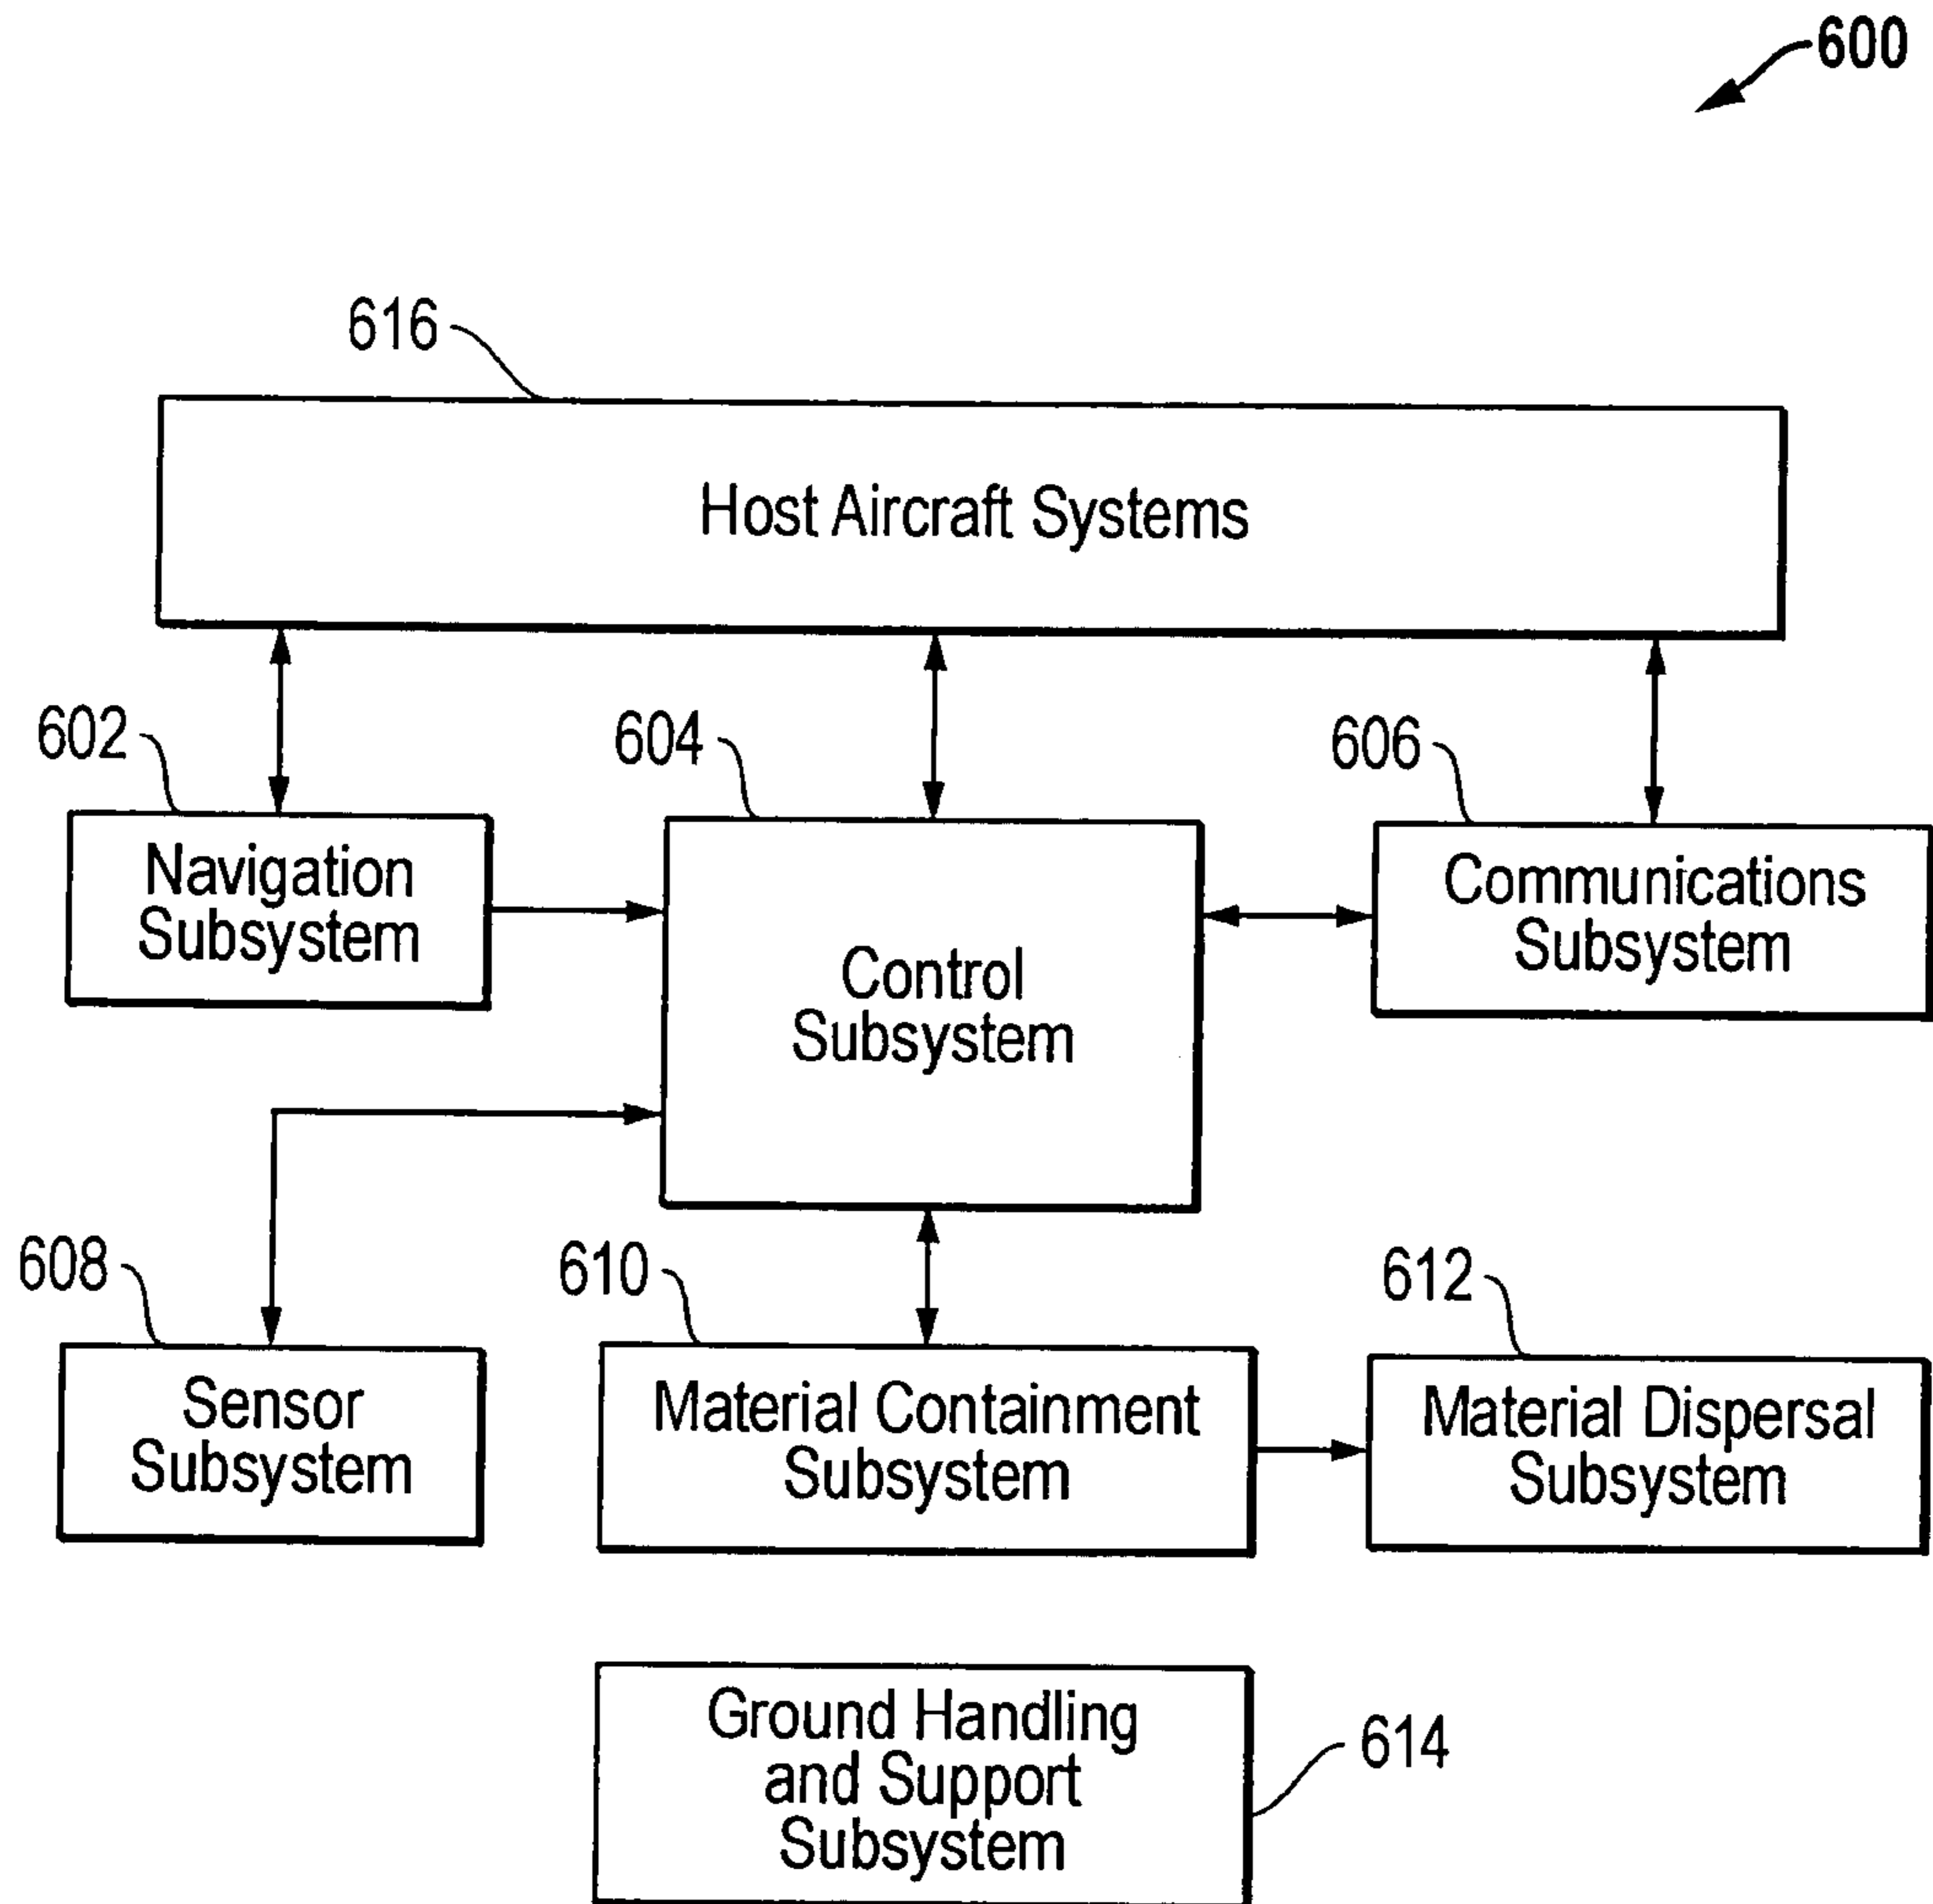 600
616
Host Aircraft Systems
602
604
606
Navigation
Subsystem
Control
Subsystem
Communications
Subsystem
608
610
612
Sensor
Subsystem
Material Containment
Subsystem
Material Dispersal
Subsystem
Ground Handling
and Support
Subsystem
614